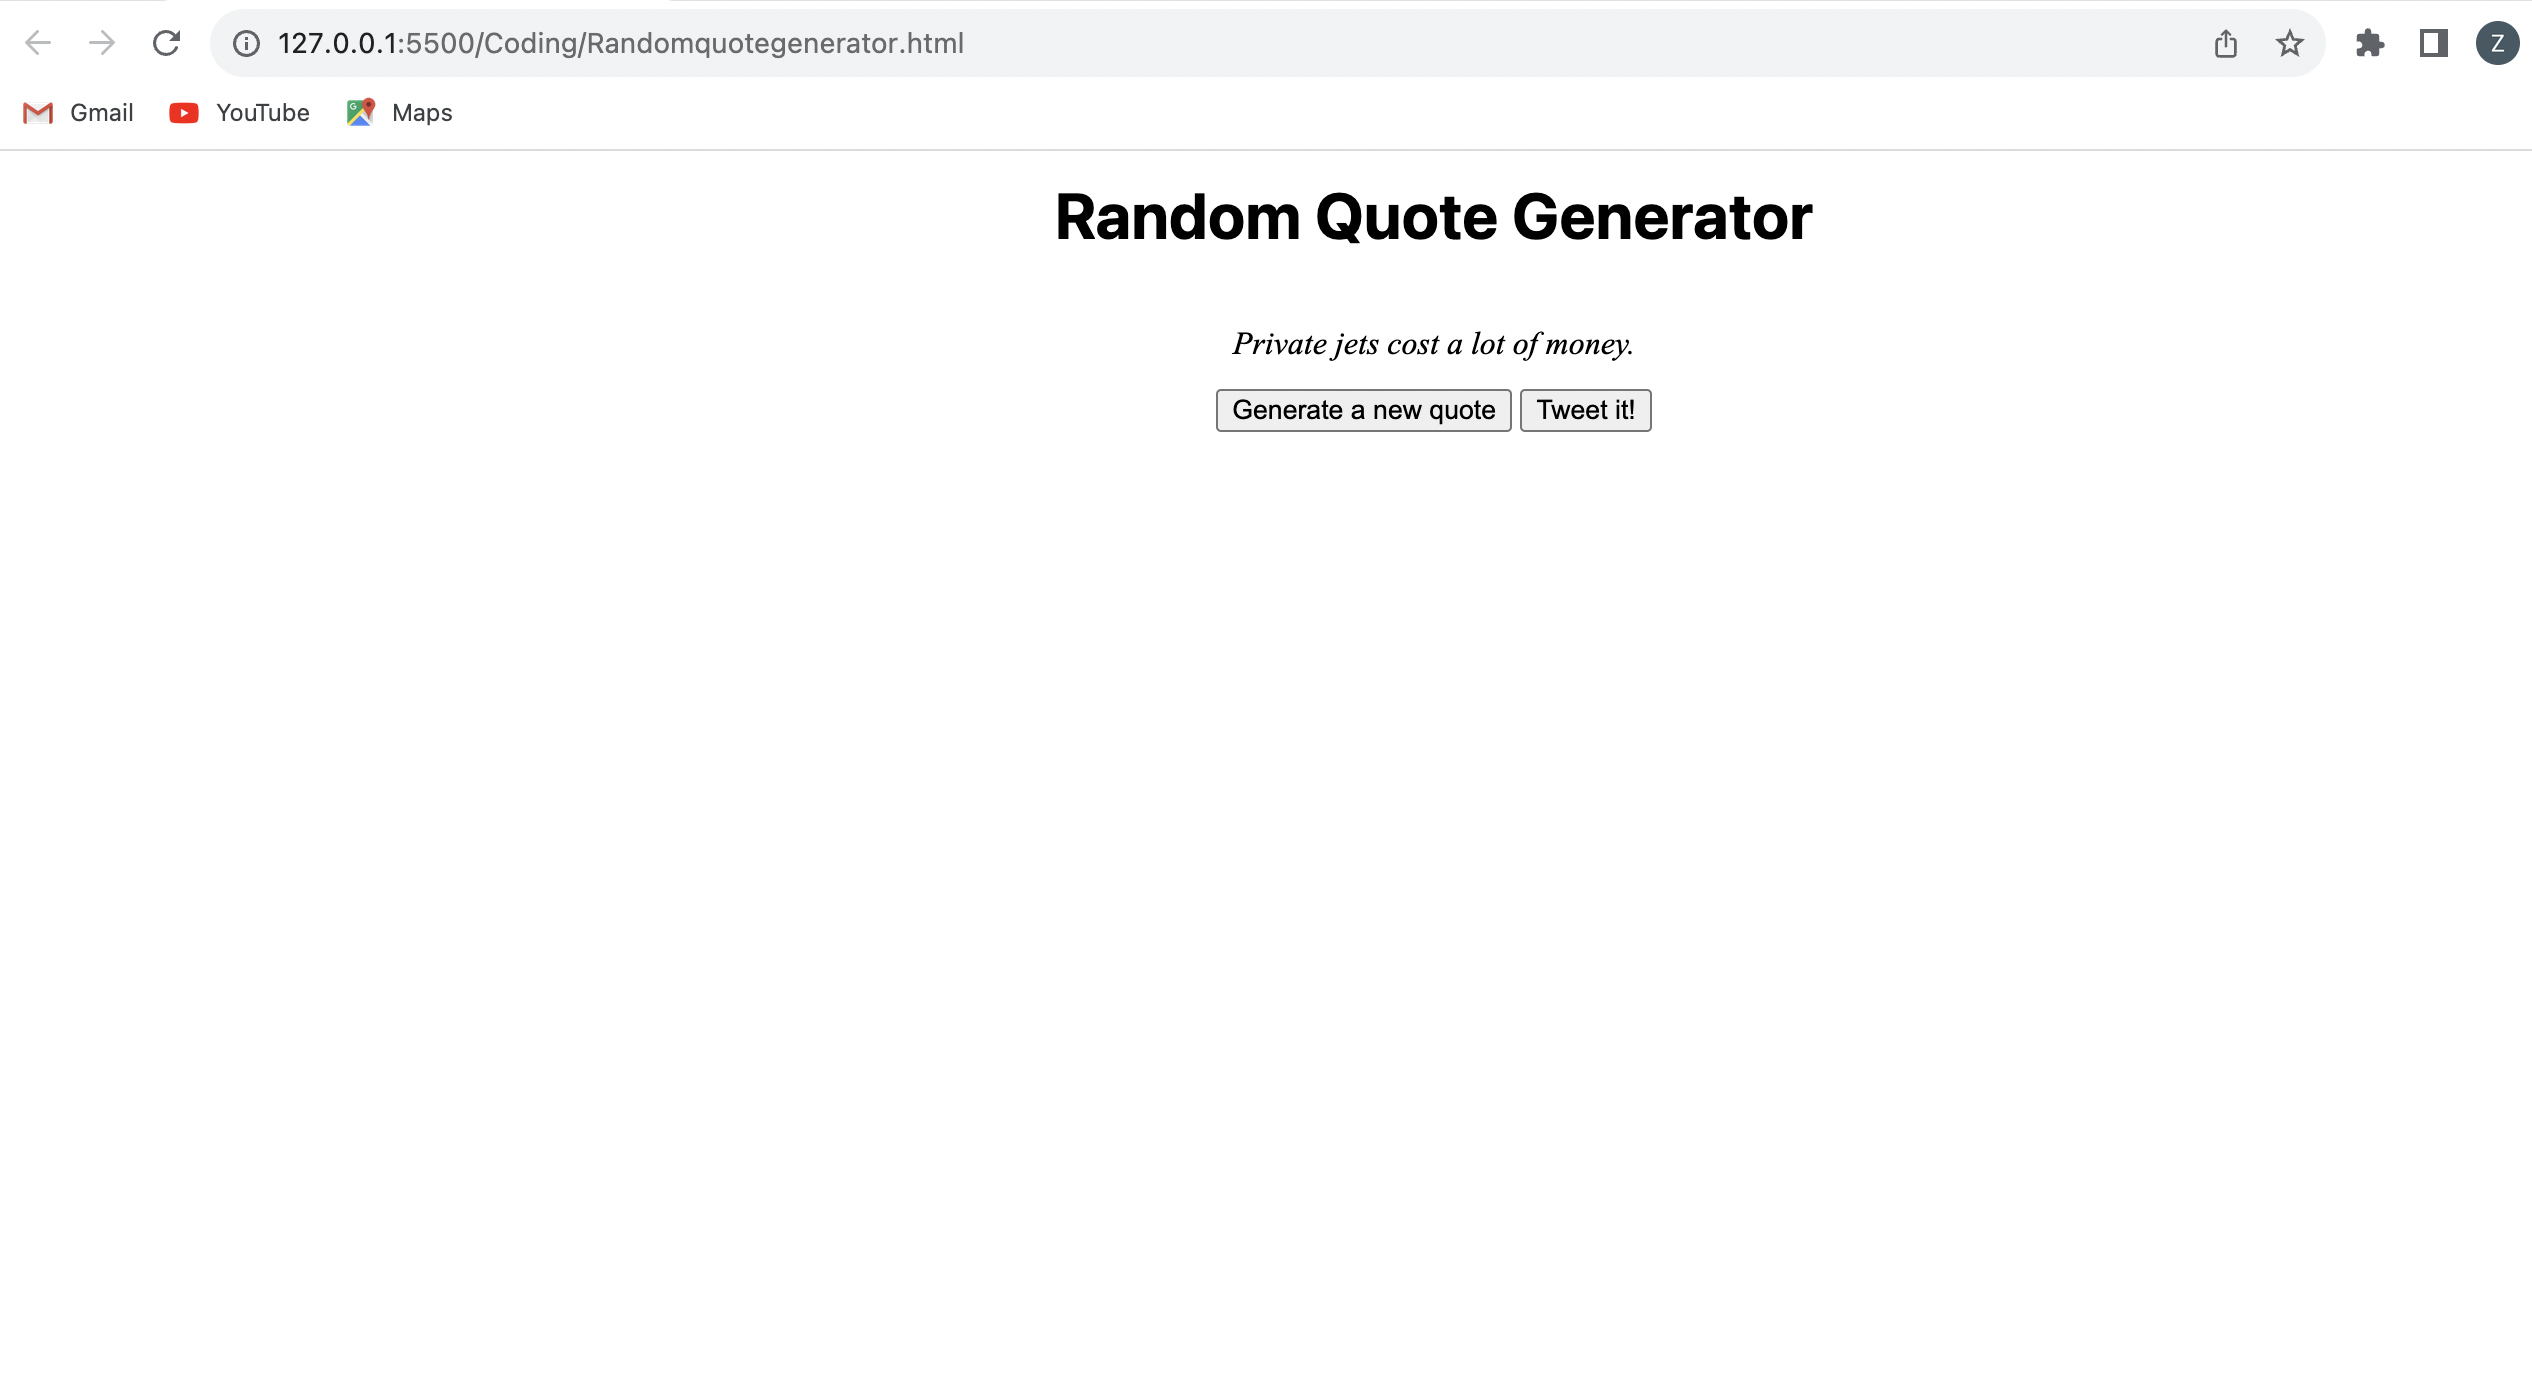 127.0.0.1:5500/Coding/Randomquotegenerator.html
Z
Gmail YouTube Maps
Random Quote Generator
Private jets cost a lot of money.
Generate a new quote Tweet it!